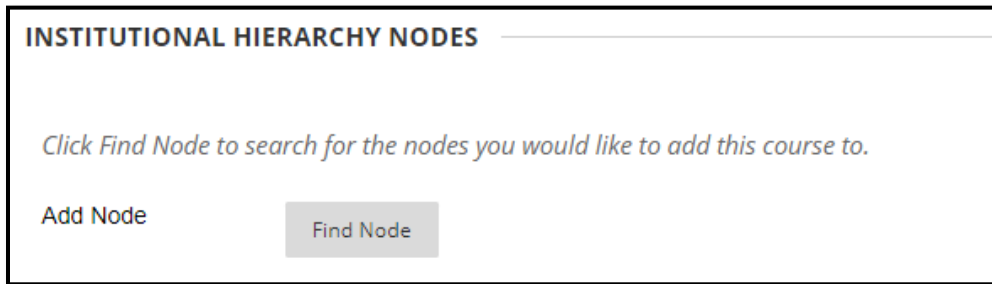 INSTITUTIONAL HIERARCHY NODES
Click Find Node to search for the nodes you would like to add this course to.
Add Node
Find Node